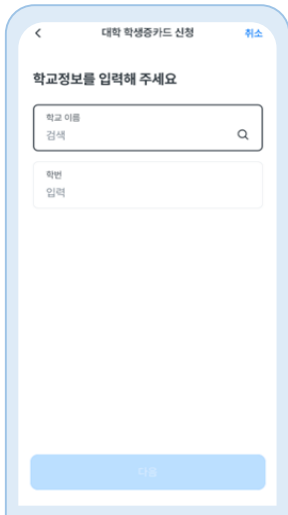 대학 학생증카드 신청
취소
학교정보를 입력해 주세요
학교 이름
검색
학번
입력
다음